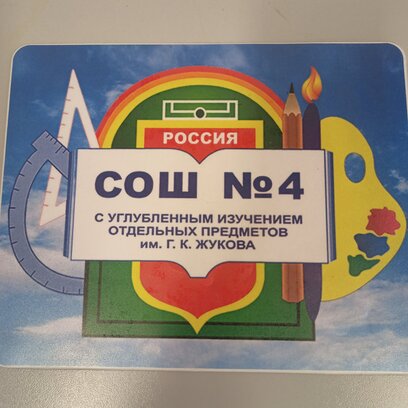 РОССИЯ
СОШ №4
С УГЛУБЛЕННЫМ ИЗУЧЕНИЕМ
ОТДЕЛЬНЫХ ПРЕДМЕТОВ
ИМ. Г. К. ЖУКОВА